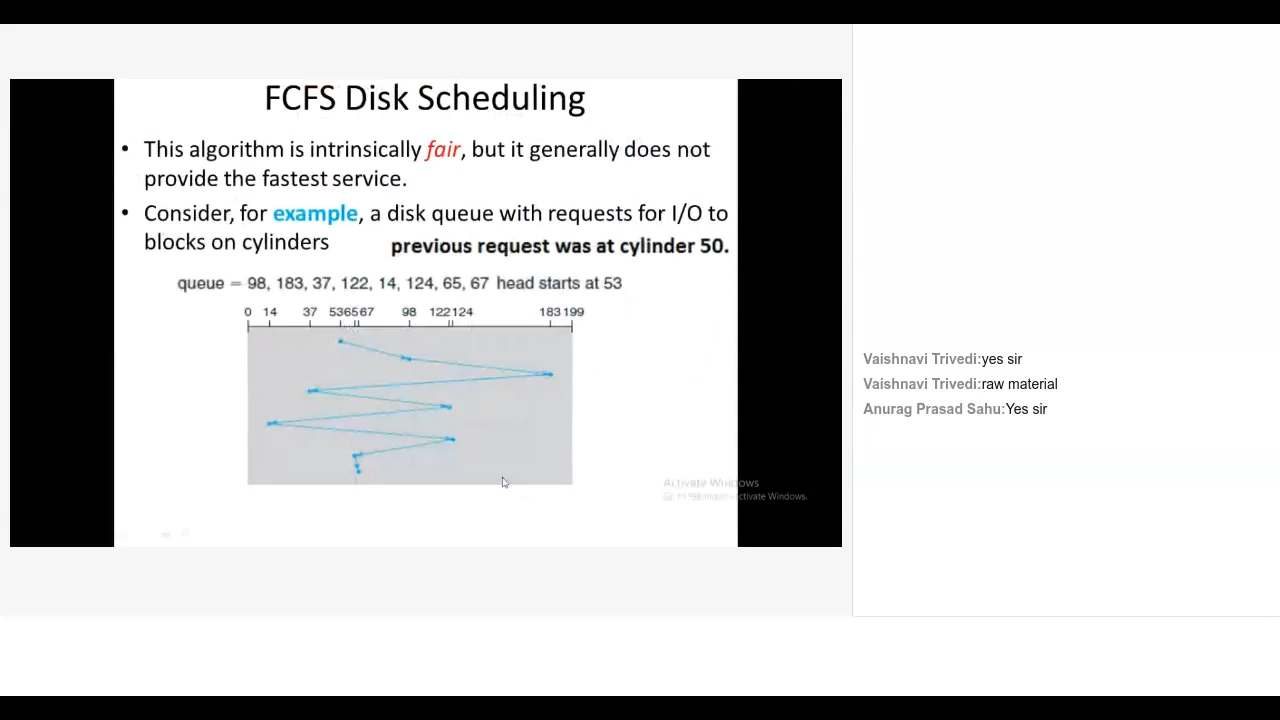 FCFS Disk Scheduling
• This algorithm is intrinsically fair, but it generally does not
provide the fastest service.
• Consider, for example, a disk queue with requests for I/O to
blocks on cylinders
previous request was at cylinder 50.
queue = 98, 183, 37, 122, 14, 124, 65, 67 head starts at 53
0 14 37 53 65 67 98 122 124 183 199
Activate Windows
activate Windows.
Vaishnavi Trivedi:yes sir
Vaishnavi Trivedi:raw material
Anurag Prasad Sahu:Yes sir